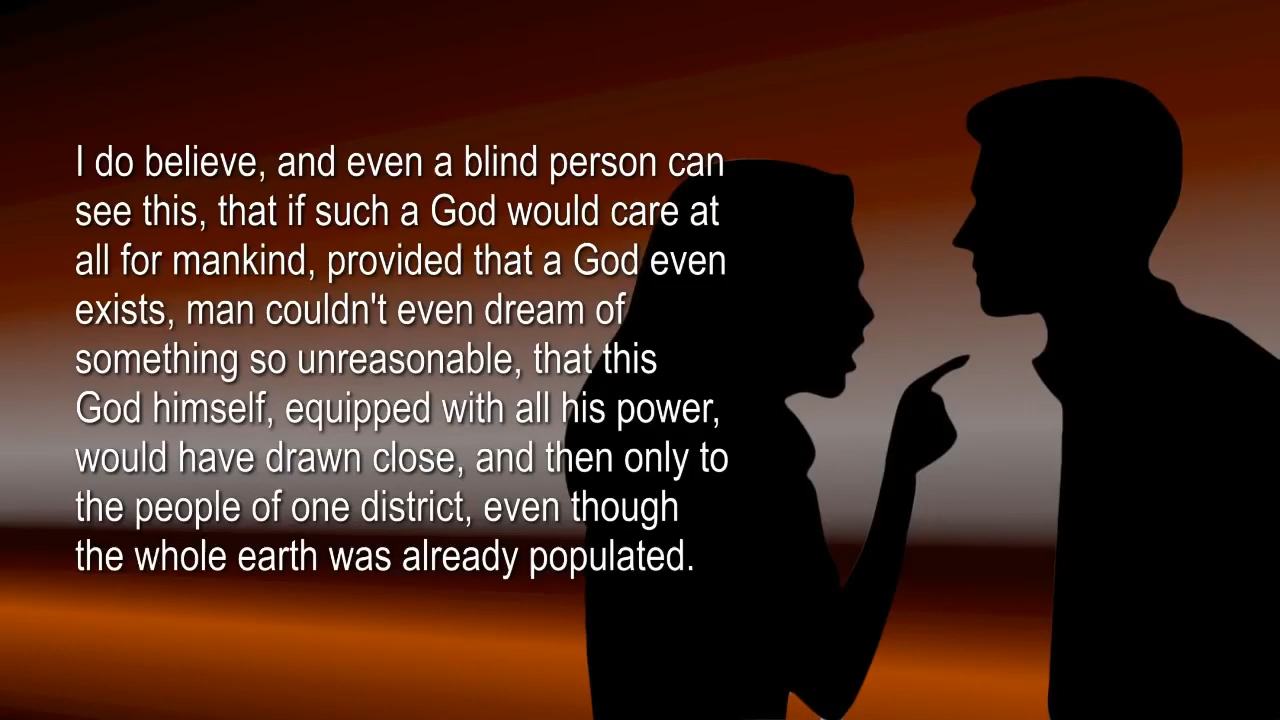 I do believe, and even a blind person can
see this, that if such a God would care at
all for mankind, provided that a God even
exists, man couldn't even dream of
something so unreasonable, that this
God himself, equipped with all his power,
would have drawn close, and then only to
the people of one district, even though
the whole earth was already populated.